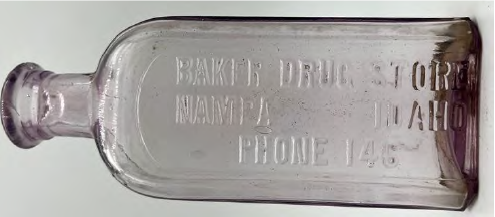 BAKER DRUG STORE
NAMPA IDAHO
PHONE 146